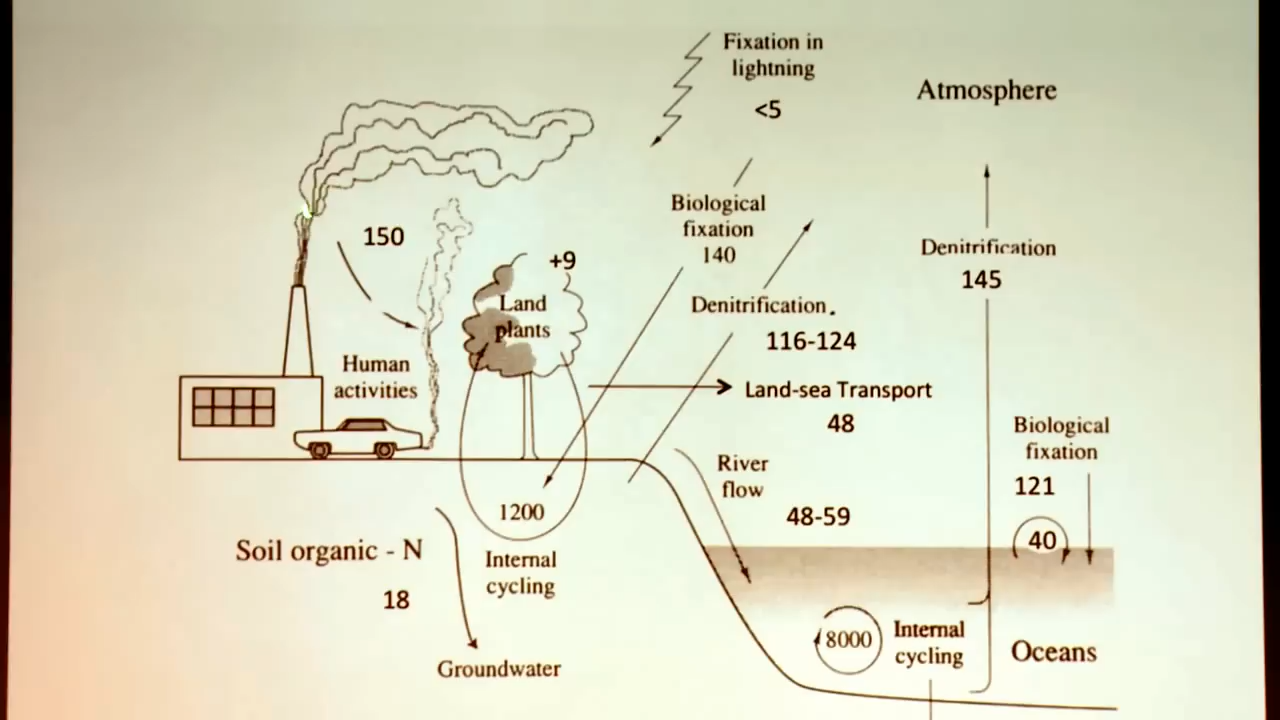 Fixation in
lightning
<5
Atmosphere
150
Biological
fixation
140
+9
Denitrification
145
Land
plants
Denitrification.
116-124
Human
activities
Land-sea Transport
48
Biological
fixation
121
River
flow
48-59
1200
40
Soil organic - N
18
Internal
cycling
8000
Internal
cycling
Oceans
Groundwater